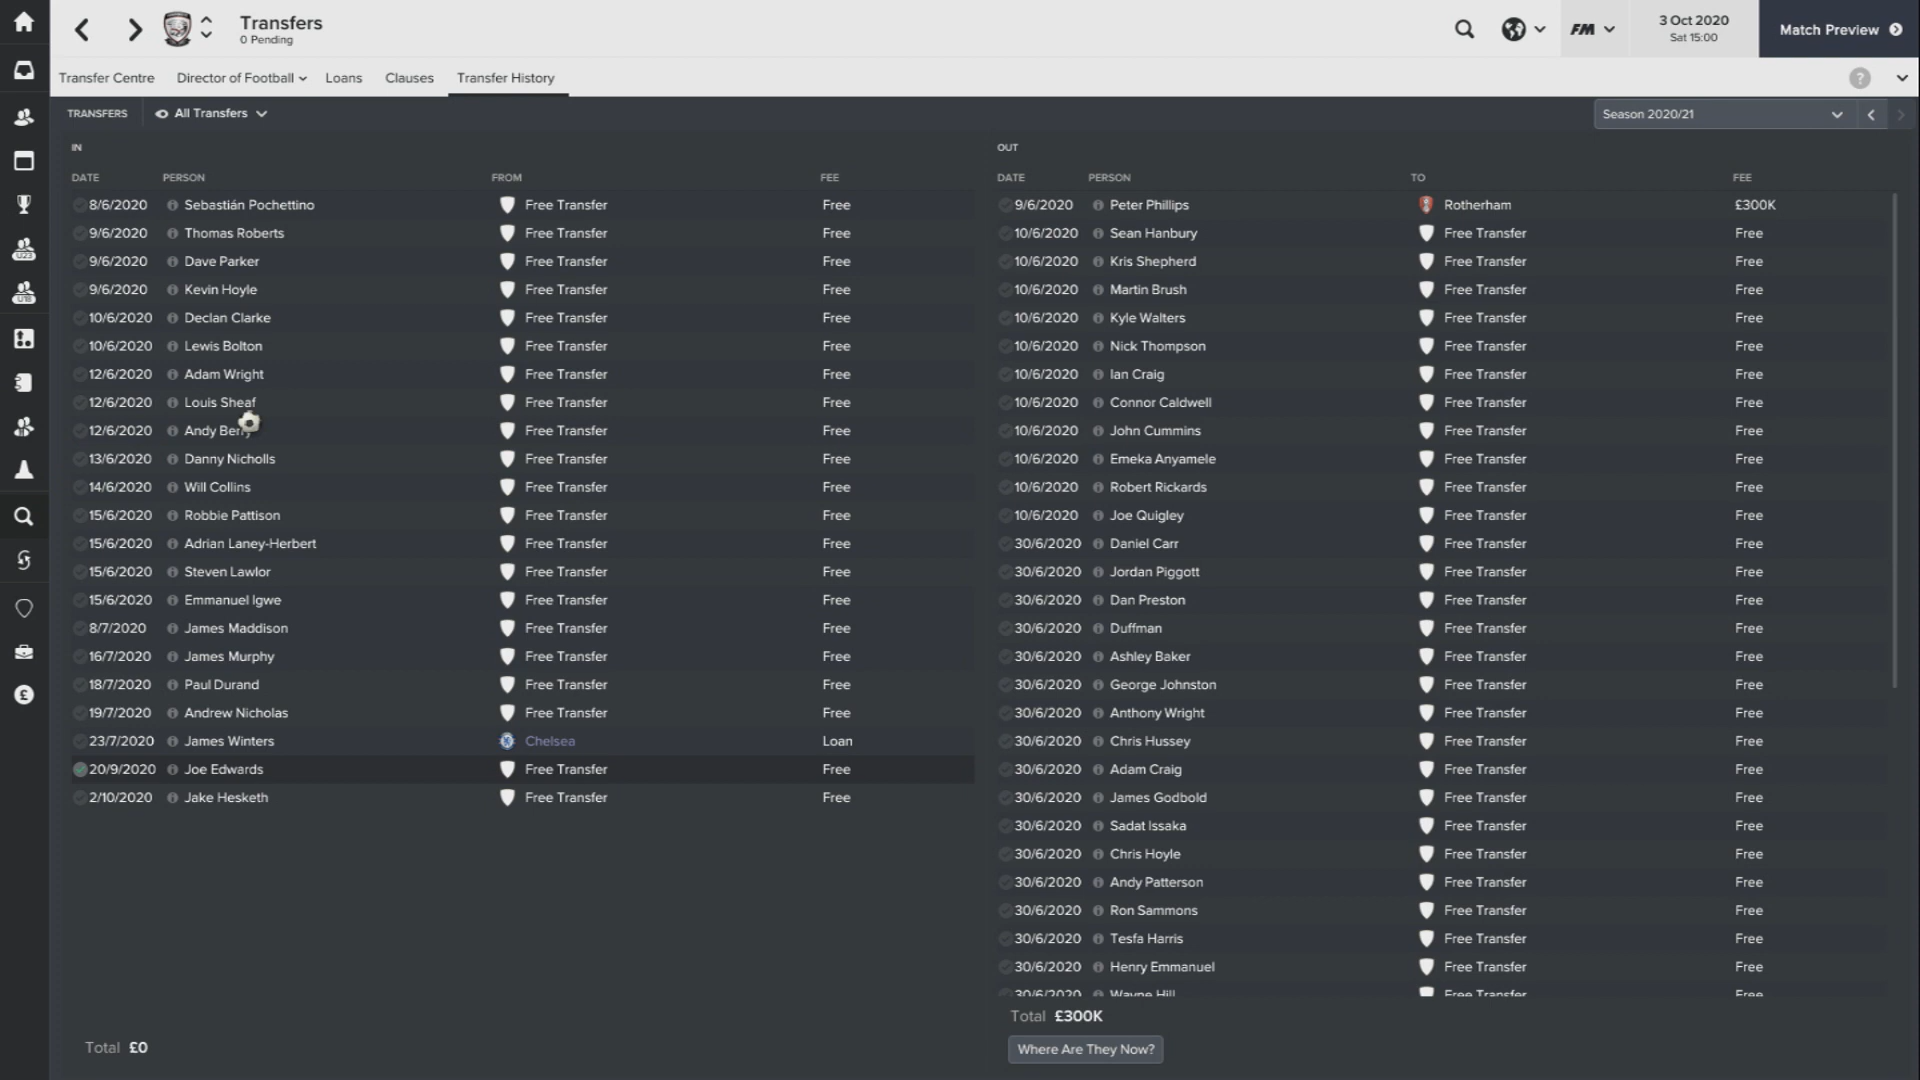 Transfers
0 Pending
FM
3 Oct 2020
Sat 15:00
Match Preview
Transfer Centre Director of Football Loans Clauses Transfer History
?
TRANSFERS All Transfers
Season 2020/21
IN
DATE PERSON FROM FEE
8/6/2020 Sebastián Pochettino Free Transfer Free
9/6/2020 Thomas Roberts Free Transfer Free
9/6/2020 Dave Parker Free Transfer Free
9/6/2020 Kevin Hoyle Free Transfer Free
10/6/2020 Declan Clarke Free Transfer Free
10/6/2020 Lewis Bolton Free Transfer Free
12/6/2020 Adam Wright Free Transfer Free
12/6/2020 Louis Sheaf Free Transfer Free
12/6/2020 Andy Berry Free Transfer Free
13/6/2020 Danny Nicholls Free Transfer Free
14/6/2020 Will Collins Free Transfer Free
15/6/2020 Robbie Pattison Free Transfer Free
15/6/2020 Adrian Laney-Herbert Free Transfer Free
15/6/2020 Steven Lawlor Free Transfer Free
15/6/2020 Emmanuel Igwe Free Transfer Free
8/7/2020 James Maddison Free Transfer Free
16/7/2020 James Murphy Free Transfer Free
18/7/2020 Paul Durand Free Transfer Free
19/7/2020 Andrew Nicholas Free Transfer Free
23/7/2020 James Winters Chelsea Loan
20/9/2020 Joe Edwards Free Transfer Free
2/10/2020 Jake Hesketh Free Transfer Free
Total £0
OUT
DATE PERSON TO FEE
9/6/2020 Peter Phillips Rotherham £300K
10/6/2020 Sean Hanbury Free Transfer Free
10/6/2020 Kris Shepherd Free Transfer Free
10/6/2020 Martin Brush Free Transfer Free
10/6/2020 Kyle Walters Free Transfer Free
10/6/2020 Nick Thompson Free Transfer Free
10/6/2020 Ian Craig Free Transfer Free
10/6/2020 Connor Caldwell Free Transfer Free
10/6/2020 John Cummins Free Transfer Free
10/6/2020 Emeka Anyamele Free Transfer Free
10/6/2020 Robert Rickards Free Transfer Free
10/6/2020 Joe Quigley Free Transfer Free
30/6/2020 Daniel Carr Free Transfer Free
30/6/2020 Jordan Piggott Free Transfer Free
30/6/2020 Dan Preston Free Transfer Free
30/6/2020 Duffman Free Transfer Free
30/6/2020 Ashley Baker Free Transfer Free
30/6/2020 George Johnston Free Transfer Free
30/6/2020 Anthony Wright Free Transfer Free
30/6/2020 Chris Hussey Free Transfer Free
30/6/2020 Adam Craig Free Transfer Free
30/6/2020 James Godbold Free Transfer Free
30/6/2020 Sadat Issaka Free Transfer Free
30/6/2020 Chris Hoyle Free Transfer Free
30/6/2020 Andy Patterson Free Transfer Free
30/6/2020 Ron Sammons Free Transfer Free
30/6/2020 Tesfa Harris Free Transfer Free
30/6/2020 Henry Emmanuel Free Transfer Free
30/6/2020 Wayne Hill Free Transfer Free
Total £300K
Where Are They Now?
U23
U18
£